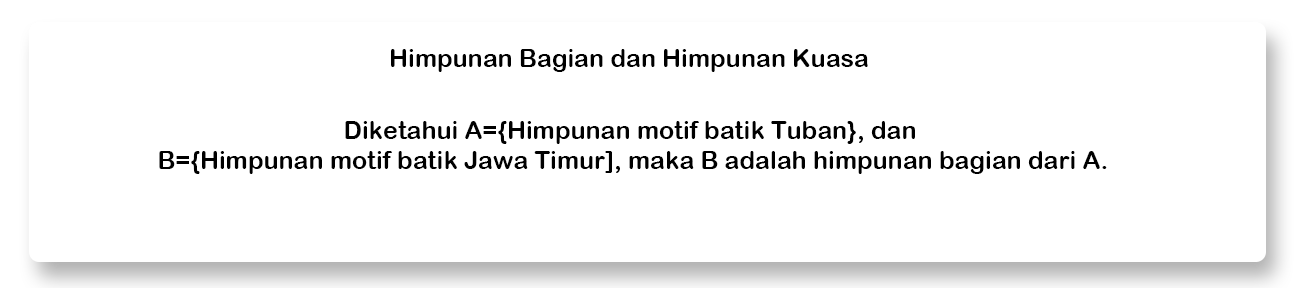 Himpunan Bagian dan Himpunan Kuasa
Diketahui A={Himpunan motif batik Tuban}, dan
B={Himpunan motif batik Jawa Timur], maka B adalah himpunan bagian dari A.